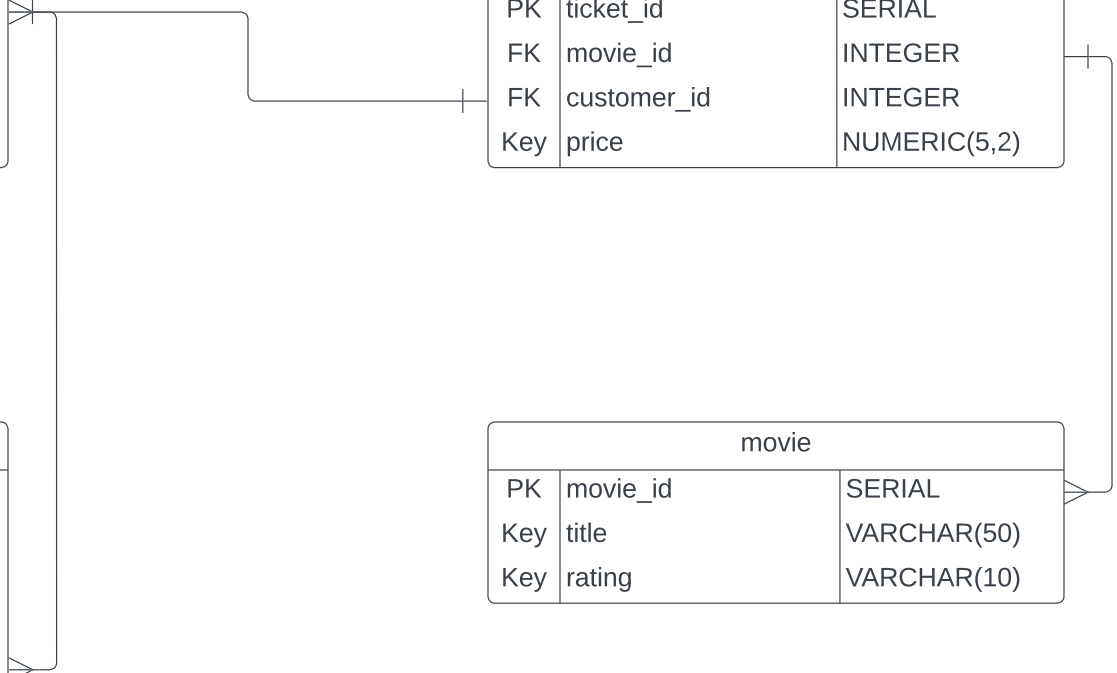 PK ticket_id SERIAL
FK movie_id INTEGER
FK customer_id INTEGER
Key price NUMERIC(5,2)
movie
PK movie_id SERIAL
Key title VARCHAR(50)
Key rating VARCHAR(10)